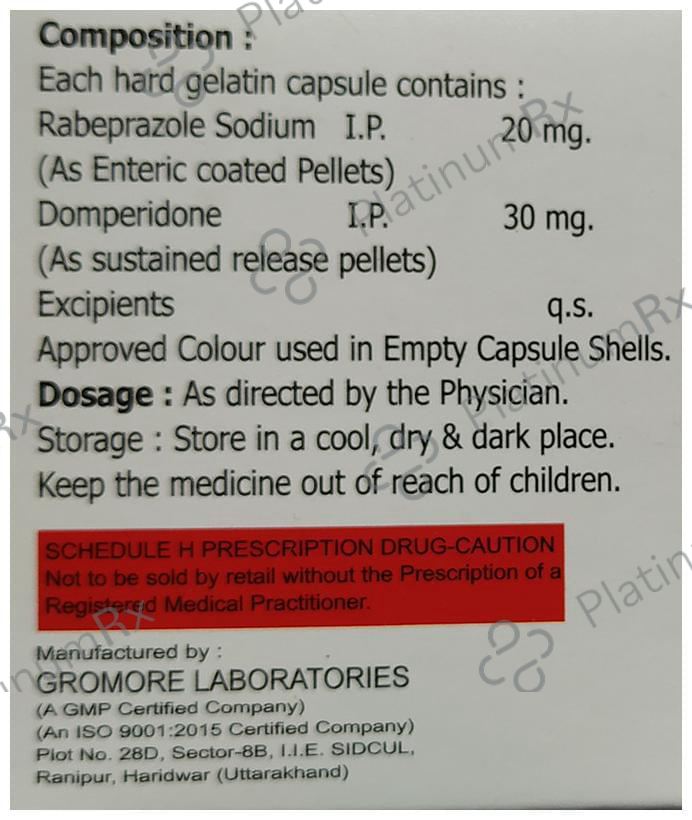 Composition :
Each hard gelatin capsule contains :
Rabeprazole Sodium I.P. 20 mg.
(As Enteric coated Pellets)
Domperidone I.P. 30 mg.
(As sustained release pellets)
Excipients q.s.
Approved Colour used in Empty Capsule Shells.
Dosage : As directed by the Physician.
Storage : Store in a cool, dry & dark place.
Keep the medicine out of reach of children.
SCHEDULE H PRESCRIPTION DRUG-CAUTION
Not to be sold by retail without the Prescription of a
Registered Medical Practitioner.
Manufactured by :
GROMORE LABORATORIES
(A GMP Certified Company)
(An ISO 9001:2015 Certified Company)
Plot No. 28D, Sector-8B, I.I.E. SIDCUL,
Ranipur, Haridwar (Uttarakhand)
PlatinumRx
PlatinumRx